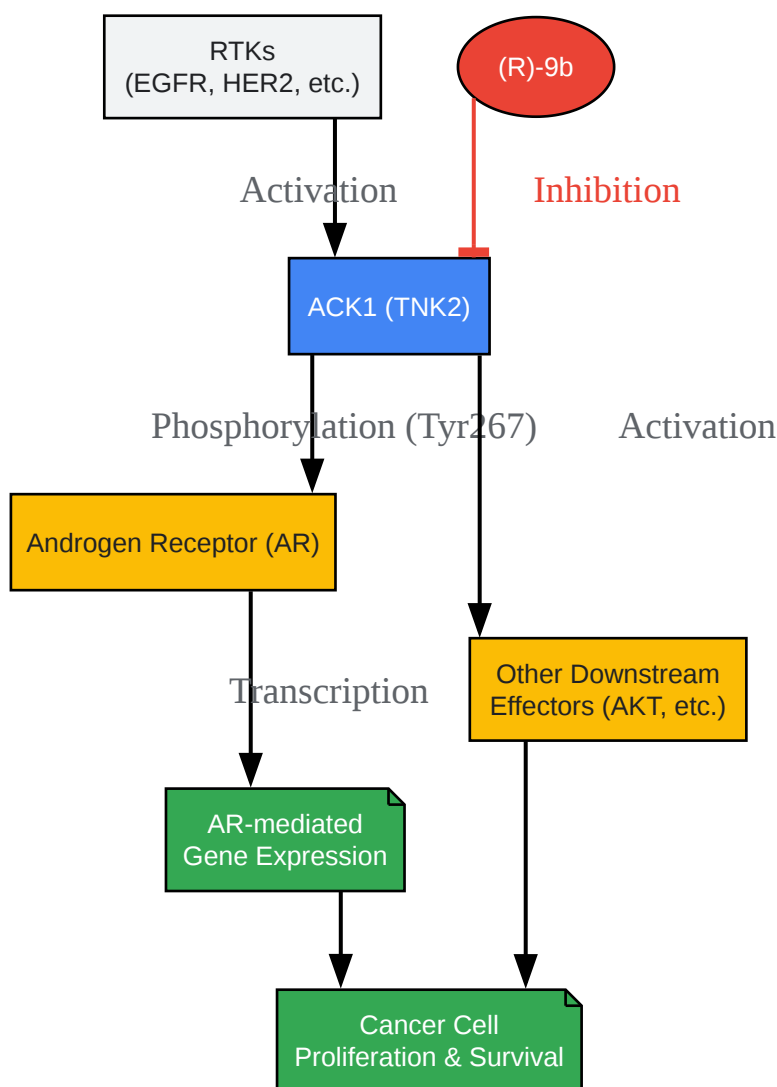 RTKs
(EGFR, HER2, etc.)
(R)-9b
Activation
Inhibition
ACK1 (TNK2)
Phosphorylation (Tyr267)
Activation
Androgen Receptor (AR)
Other Downstream
Effectors (AKT, etc.)
Transcription
AR-mediated
Gene Expression
Cancer Cell
Proliferation & Survival